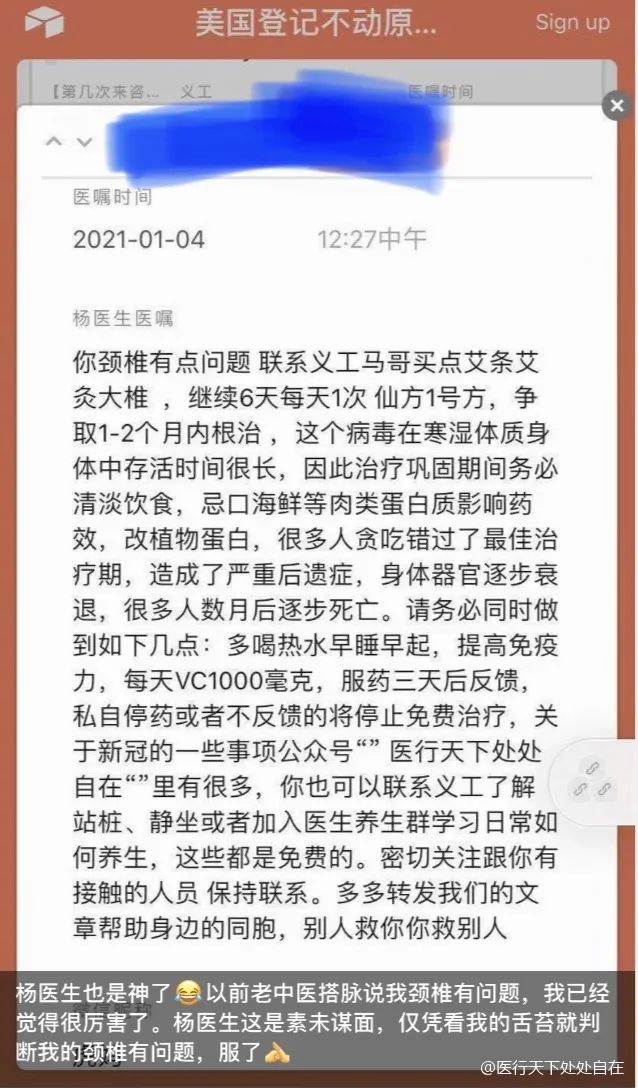 美国登记不动原...
Sign up
【第几次来咨... 义工 医嘱时间
医嘱时间
2021-01-04 12:27中午
杨医生医嘱
你颈椎有点问题 联系义工马哥买点艾条艾
灸大椎 ，继续6天每天1次 仙方1号方，争
取1-2个月内根治 ，这个病毒在寒湿体质身
体中存活时间很长，因此治疗巩固期间务必
清淡饮食，忌口海鲜等肉类蛋白质影响药
效，改植物蛋白，很多人贪吃错过了最佳治
疗期，造成了严重后遗症，身体器官逐步衰
退，很多人数月后逐步死亡。请务必同时做
到如下几点：多喝热水早睡早起，提高免疫
力，每天VC1000毫克，服药三天后反馈，
私自停药或者不反馈的将停止免费治疗，关
于新冠的一些事项公众号“” 医行天下处处
自在“”里有很多，你也可以联系义工了解
站桩、静坐或者加入医生养生群学习日常如
何养生，这些都是免费的。密切关注跟你有
接触的人员 保持联系。多多转发我们的文
章帮助身边的同胞，别人救你你救别人
杨医生也是神了😂以前老中医搭脉说我颈椎有问题，我已经
觉得很厉害了。杨医生这是素未谋面，仅凭看我的舌苔就判
断我的颈椎有问题，服了
@医行天下处处自在